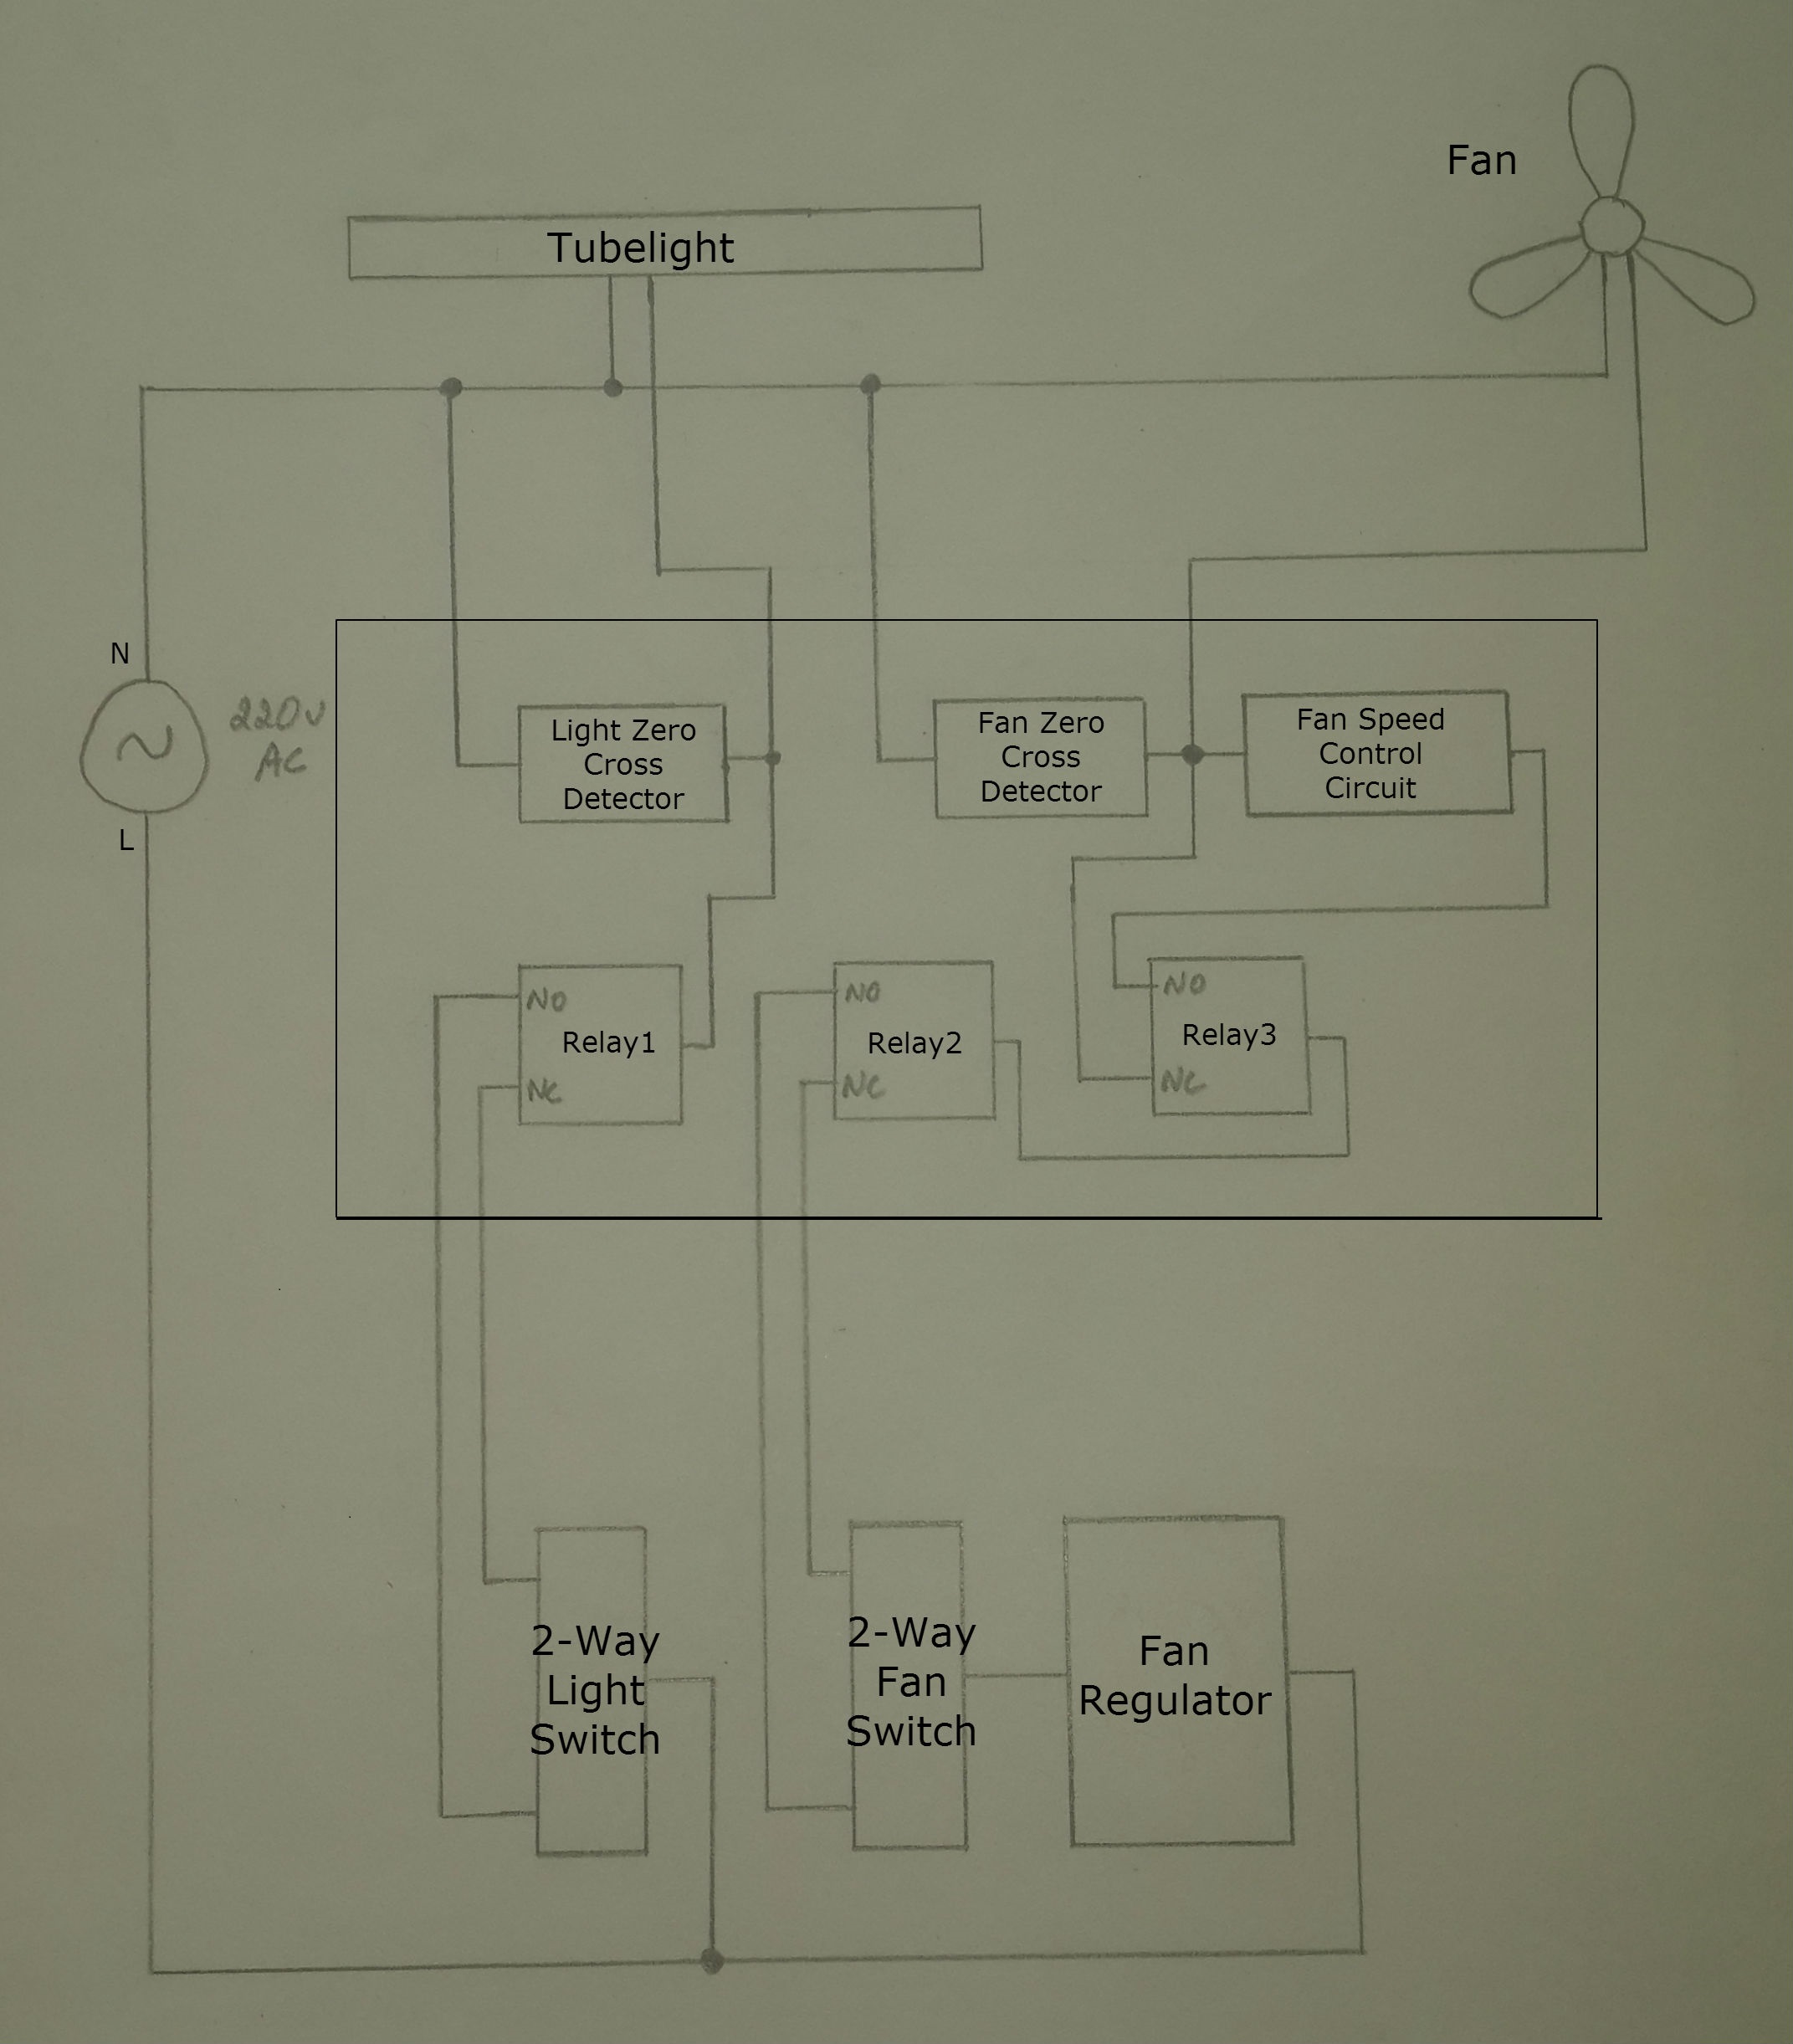 Fan
Tubelight
N
220V
AC
L
Light Zero
Cross
Detector
Fan Zero
Cross
Detector
Fan Speed
Control
Circuit
NO
Relay1
NC
NO
Relay2
NC
NO
Relay3
NC
2-Way
Light
Switch
2-Way
Fan
Switch
Fan
Regulator